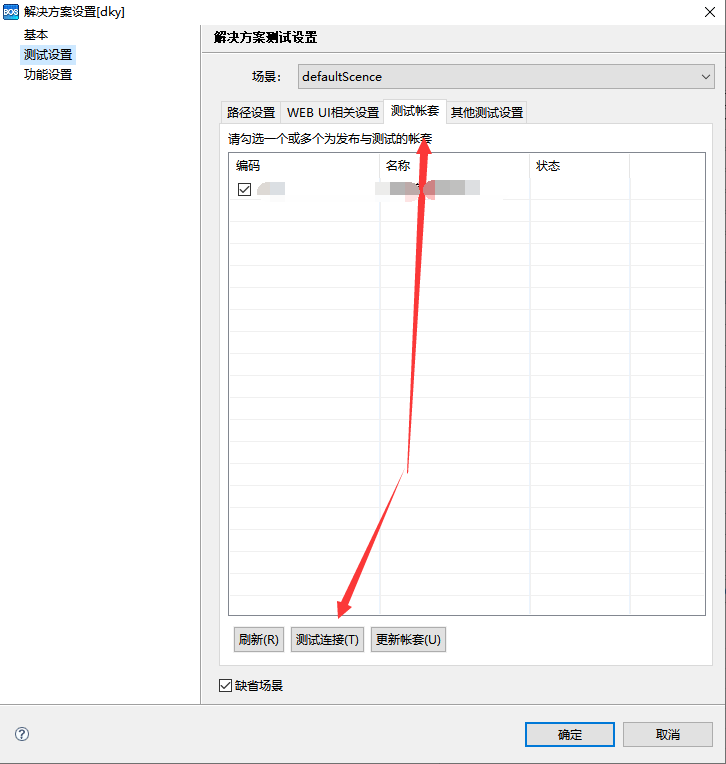 BOS 解决方案设置[dky]
基本
测试设置
功能设置
解决方案测试设置
场景： defaultScence
路径设置 WEB UI相关设置 测试帐套 其他测试设置
请勾选一个或多个为发布与测试的帐套
编码 名称 状态
刷新(R) 测试连接(T) 更新帐套(U)
缺省场景
? 确定 取消